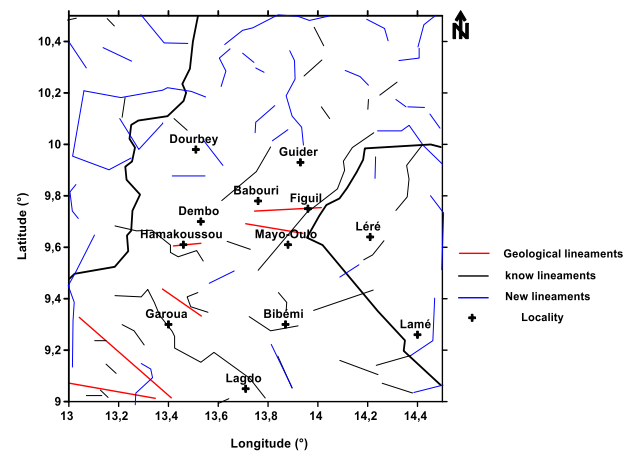 N
10,4
10,2
10
9,8
9,6
9,4
9,2
9
Latitude (°)
Dourbey
Guider
Babouri
Figuil
Dembo
Hamakoussou
Mayo-Oulo
Léré
Garoua
Bibémi
Lamé
Lagdo
13
13,2
13,4
13,6
13,8
14
14,2
14,4
Longitude (°)
Geological lineaments
know lineaments
New lineaments
Locality